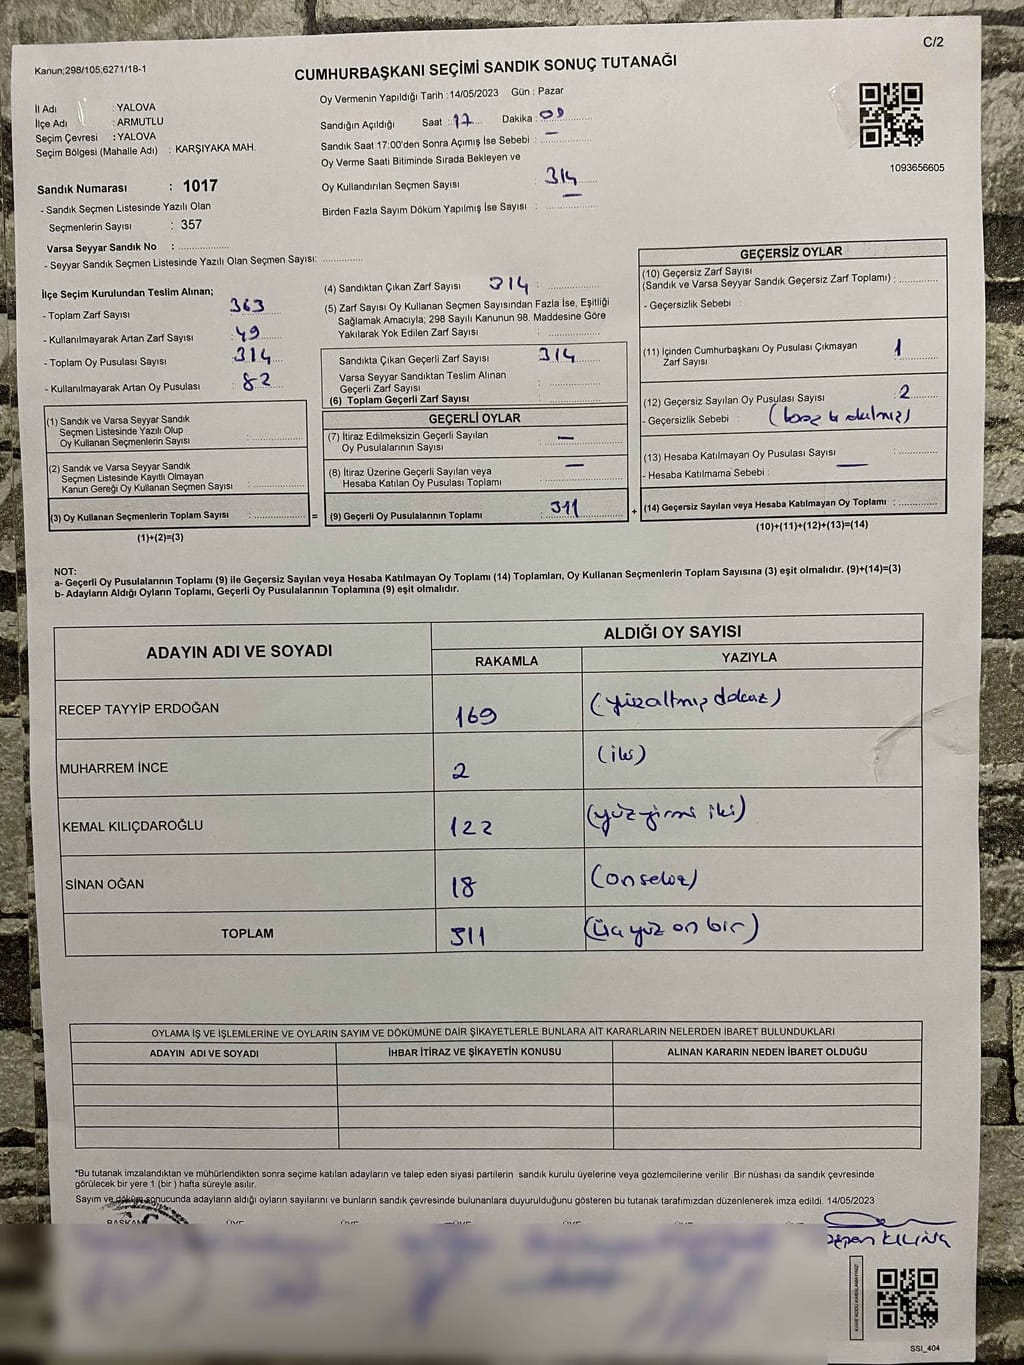 C/2
Kanun;298/105,6271/18-1
CUMHURBAŞKANI SEÇİMİ SANDIK SONUÇ TUTANAĞI
İl Adı : YALOVA
İlçe Adı : ARMUTLU
Seçim Çevresi : YALOVA
Seçim Bölgesi (Mahalle Adı) : KARŞIYAKA MAH.
Sandık Numarası : 1017
- Sandık Seçmen Listesinde Yazılı Olan
Seçmenlerin Sayısı : 357
Varsa Seyyar Sandık No : ..................
- Seyyar Sandık Seçmen Listesinde Yazılı Olan Seçmen Sayısı: ..............
Oy Vermenin Yapıldığı Tarih : 14/05/2023 Gün : Pazar
Sandığın Açıldığı Saat : 17 Dakika :
Sandık Saat 17:00'den Sonra Açımış İse Sebebi : —
Oy Verme Saati Bitiminde Sırada Bekleyen ve
Oy Kullandırılan Seçmen Sayısı : 314
Birden Fazla Sayım Döküm Yapılmış İse Sayısı : —
1093656605
İlçe Seçim Kurulundan Teslim Alınan;
- Toplam Zarf Sayısı : 363
- Kullanılmayarak Artan Zarf Sayısı : 49
- Toplam Oy Pusulası Sayısı : 314
- Kullanılmayarak Artan Oy Pusulası : 82
(1) Sandık ve Varsa Seyyar Sandık
Seçmen Listesinde Yazılı Olup
Oy Kullanan Seçmenlerin Sayısı : ..............
(2) Sandık ve Varsa Seyyar Sandık
Seçmen Listesinde Kayıtlı Olmayan
Kanun Gereği Oy Kullanan Seçmen Sayısı : ..............
(3) Oy Kullanan Seçmenlerin Toplam Sayısı : .............. =
(1)+(2)=(3)
(4) Sandıktan Çıkan Zarf Sayısı : 314
(5) Zarf Sayısı Oy Kullanan Seçmen Sayısından Fazla İse, Eşitliği
Sağlamak Amacıyla; 298 Sayılı Kanunun 98. Maddesine Göre
Yakılarak Yok Edilen Zarf Sayısı : ..............
Sandıkta Çıkan Geçerli Zarf Sayısı : 314
Varsa Seyyar Sandıktan Teslim Alınan
Geçerli Zarf Sayısı : ..............
(6) Toplam Geçerli Zarf Sayısı : ..............
GEÇERLİ OYLAR
(7) İtiraz Edilmeksizin Geçerli Sayılan
Oy Pusulalarının Sayısı : —
(8) İtiraz Üzerine Geçerli Sayılan veya
Hesaba Katılan Oy Pusulası Toplamı : —
(9) Geçerli Oy Pusulalarının Toplamı : 311 +
GEÇERSİZ OYLAR
(10) Geçersiz Zarf Sayısı
(Sandık ve Varsa Seyyar Sandık Geçersiz Zarf Toplamı) : ..............
- Geçersizlik Sebebi :
(11) İçinden Cumhurbaşkanı Oy Pusulası Çıkmayan
Zarf Sayısı : 1
(12) Geçersiz Sayılan Oy Pusulası Sayısı : 2
- Geçersizlik Sebebi :
(13) Hesaba Katılmayan Oy Pusulası Sayısı : ..............
- Hesaba Katılmama Sebebi : —
(14) Geçersiz Sayılan veya Hesaba Katılmayan Oy Toplamı : ..............
(10)+(11)+(12)+(13)=(14)
NOT:
a- Geçerli Oy Pusulalarının Toplamı (9) ile Geçersiz Sayılan veya Hesaba Katılmayan Oy Toplamı (14) Toplamları, Oy Kullanan Seçmenlerin Toplam Sayısına (3) eşit olmalıdır. (9)+(14)=(3)
b- Adayların Aldığı Oyların Toplamı, Geçerli Oy Pusulalarının Toplamına (9) eşit olmalıdır.
ADAYIN ADI VE SOYADI ALDIĞI OY SAYISI
RAKAMLA YAZIYLA
RECEP TAYYİP ERDOĞAN 169 (yüzaltmış dokuz)
MUHARREM İNCE 2 (iki)
KEMAL KILIÇDAROĞLU 122 (yüzyirmi iki)
SİNAN OĞAN 18 (onsekiz)
TOPLAM 311 (üç yüz on bir)
OYLAMA İŞ VE İŞLEMLERİNE VE OYLARIN SAYIM VE DÖKÜMÜNE DAİR ŞİKAYETLERLE BUNLARA AİT KARARLARIN NELERDEN İBARET BULUNDUKLARI
ADAYIN ADI VE SOYADI İHBAR İTİRAZ VE ŞİKAYETİN KONUSU ALINAN KARARIN NEDEN İBARET OLDUĞU
*Bu tutanak imzalandıktan ve mühürlendikten sonra seçime katılan adayların ve talep eden siyasi partilerin sandık kurulu üyelerine veya gözlemcilerine verilir Bir nüshası da sandık çevresinde
görülecek bir yere 1 (bir ) hafta süreyle asılır.
Sayım ve döküm sonucunda adayların aldığı oyların sayılarını ve bunların sandık çevresinde bulunanlara duyurulduğunu gösteren bu tutanak tarafımızdan düzenlenerek imza edildi. 14/05/2023
BAŞKAN ÜYE ÜYE ÜYE ÜYE ÜYE
KILINÇ
SSI_404